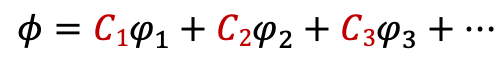 ϕ = C₁φ₁ + C₂φ₂ + C₃φ₃ + ⋯